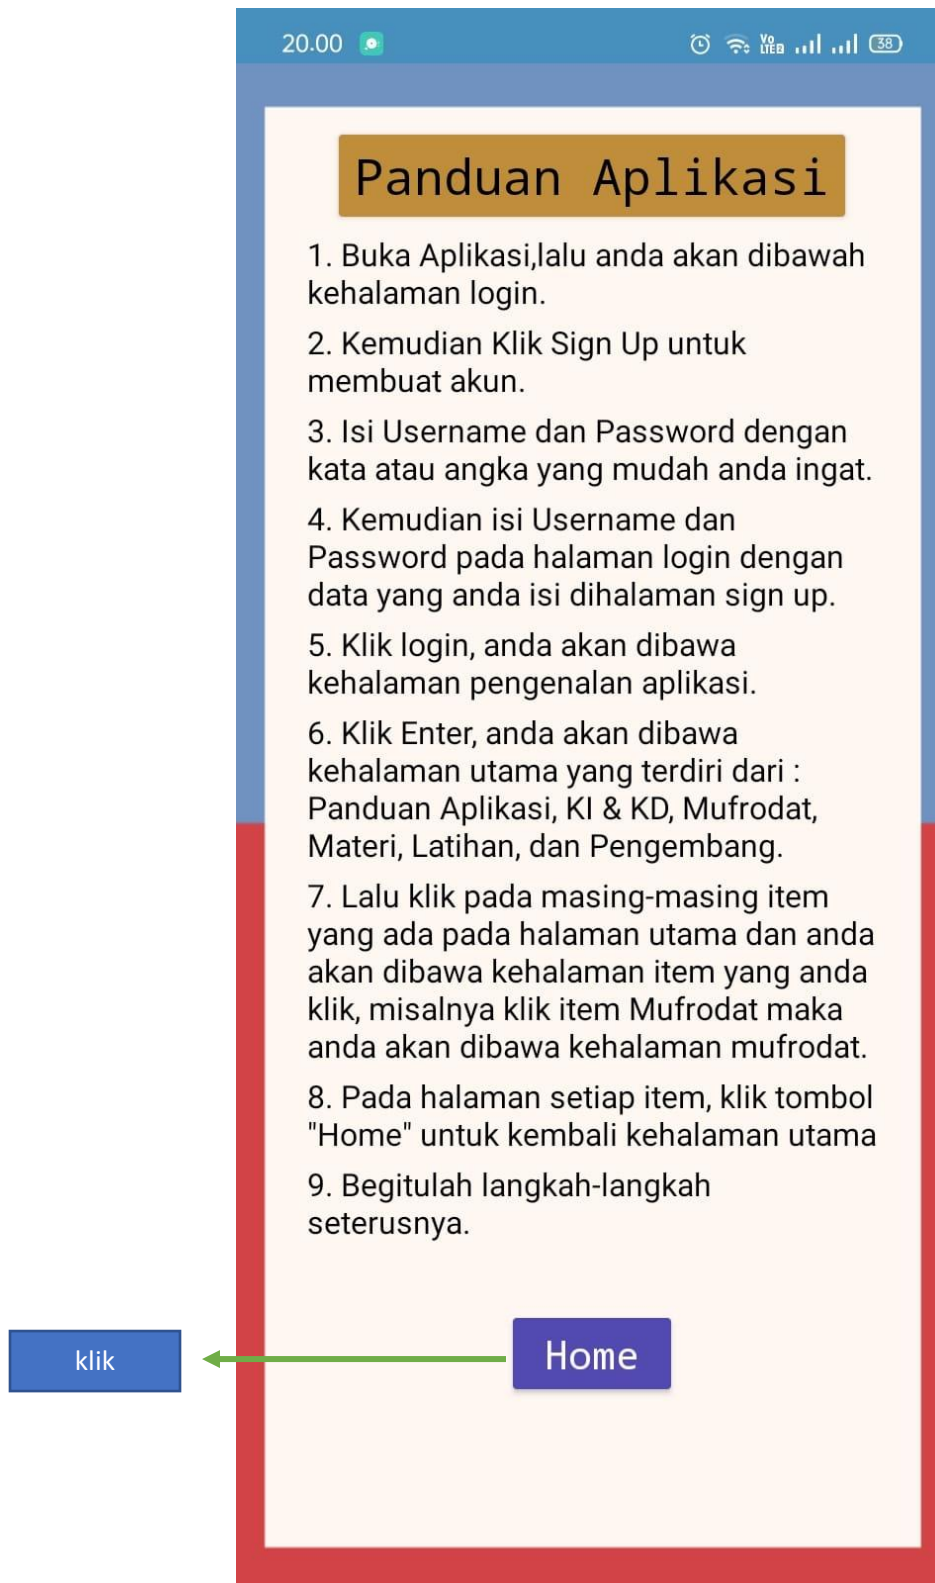 20.00
Vo
LTE 2
38
Panduan Aplikasi
1. Buka Aplikasi,lalu anda akan dibawah
kehalaman login.
2. Kemudian Klik Sign Up untuk
membuat akun.
3. Isi Username dan Password dengan
kata atau angka yang mudah anda ingat.
4. Kemudian isi Username dan
Password pada halaman login dengan
data yang anda isi dihalaman sign up.
5. Klik login, anda akan dibawa
kehalaman pengenalan aplikasi.
6. Klik Enter, anda akan dibawa
kehalaman utama yang terdiri dari :
Panduan Aplikasi, KI & KD, Mufrodat,
Materi, Latihan, dan Pengembang.
7. Lalu klik pada masing-masing item
yang ada pada halaman utama dan anda
akan dibawa kehalaman item yang anda
klik, misalnya klik item Mufrodat maka
anda akan dibawa kehalaman mufrodat.
8. Pada halaman setiap item, klik tombol
"Home" untuk kembali kehalaman utama
9. Begitulah langkah-langkah
seterusnya.
klik
Home